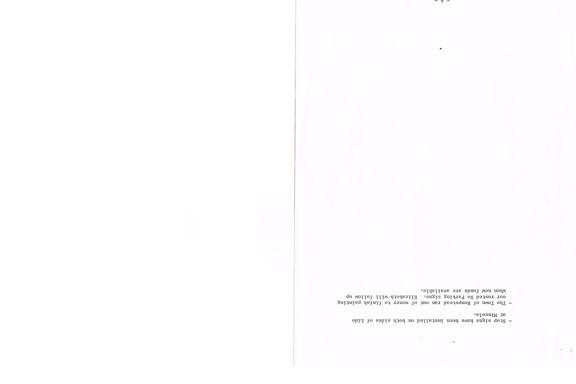 - Stop signs have been installed on both sides of Lido
at Mineola.
- The Town of Hempstead ran out of money to finish painting
our rusted No Parking signs. Elizabeth will follow up
when new funds are available.